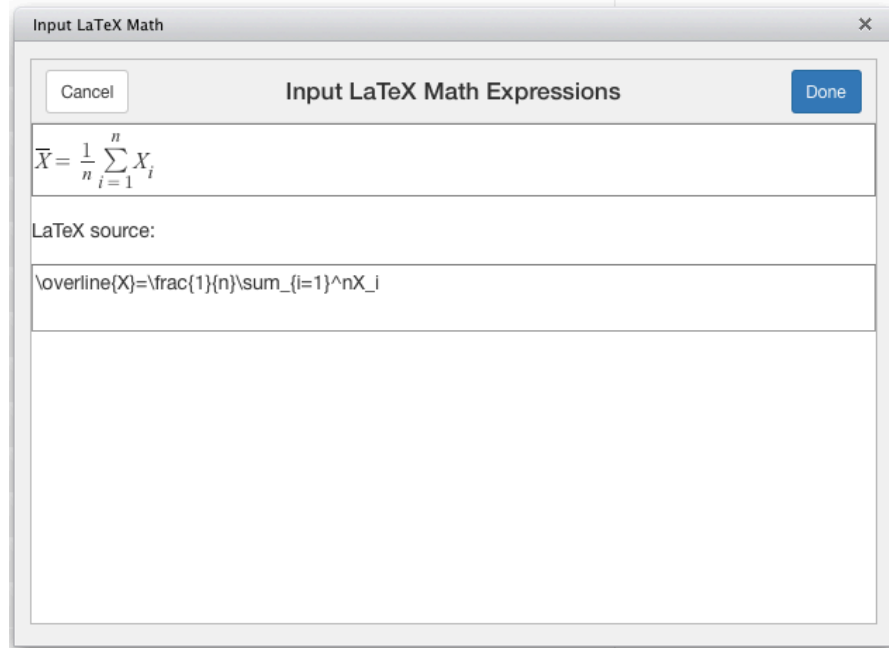 Input LaTeX Math
Cancel
Input LaTeX Math Expressions
Done
X̅ = 1/n ∑_{i = 1}^{n} X_i
LaTeX source:
\overline{X}=\frac{1}{n}\sum_{i=1}^nX_i